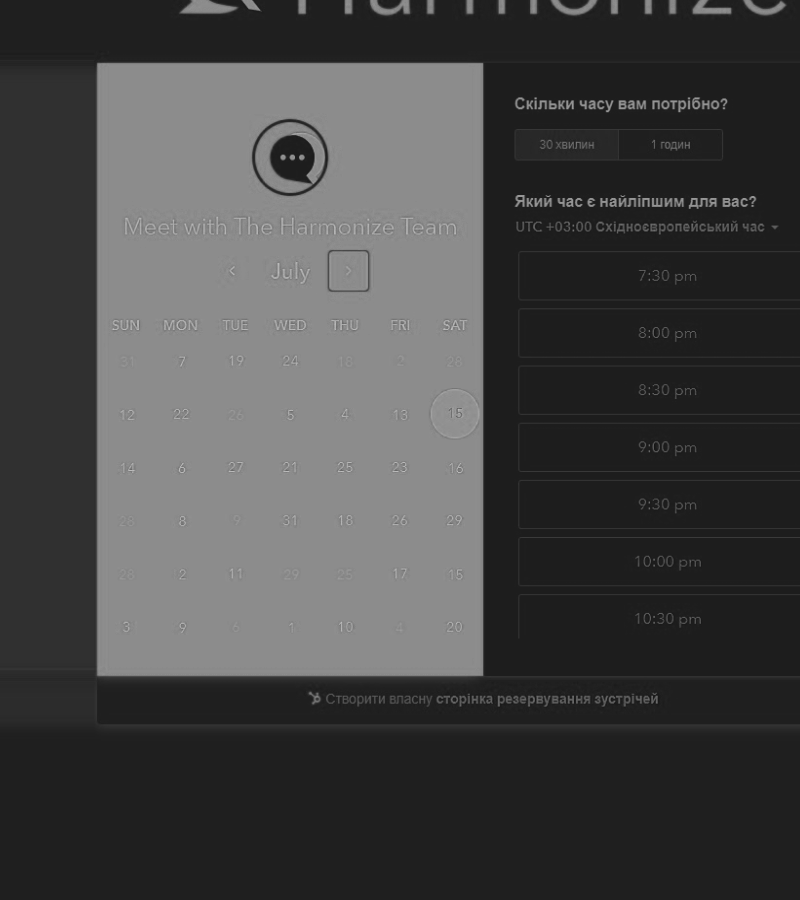 Harmonize
Meet with The Harmonize Team
July
SUN MON TUE WED THU FRI SAT
31 7 19 24 18 2 28
12 22 26 5 4 13 15
14 6 27 21 25 23 16
28 8 9 31 18 26 29
28 2 11 29 25 17 15
3 9 6 1 10 4 20
Скільки часу вам потрібно?
30 хвилин 1 годин
Який час є найліпшим для вас?
UTC +03:00 Східноєвропейський час
7:30 pm
8:00 pm
8:30 pm
9:00 pm
9:30 pm
10:00 pm
10:30 pm
Створити власну сторінка резервування зустрічей